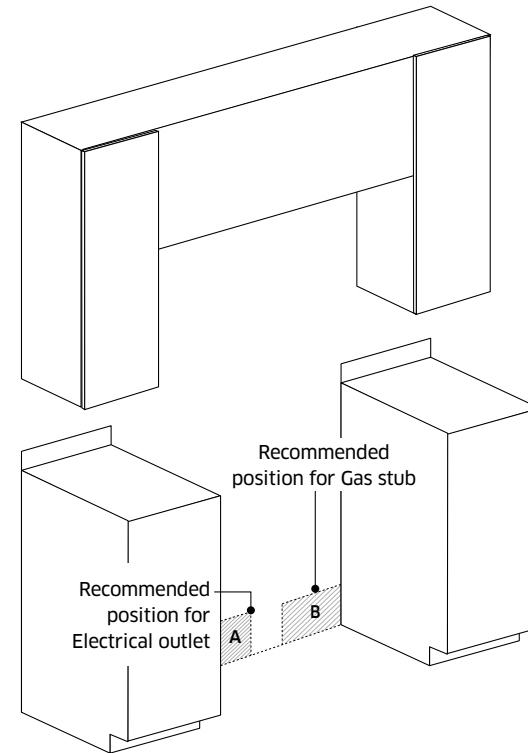 Recommended
position for Gas stub
B
Recommended
position for
Electrical outlet
A